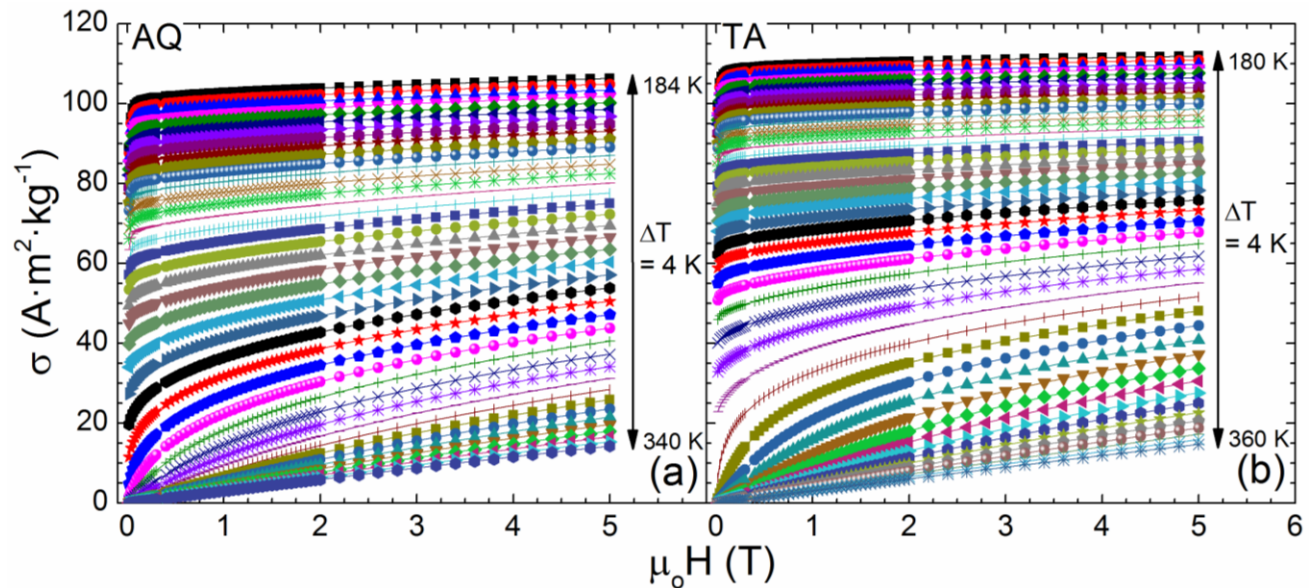 AQ
TA
120
100
80
60
40
20
0
σ (A·m²·kg⁻¹)
184 K
ΔT
= 4 K
340 K
(a)
180 K
ΔT
= 4 K
360 K
(b)
0 1 2 3 4 5 0 1 2 3 4 5 6
μₒH (T)